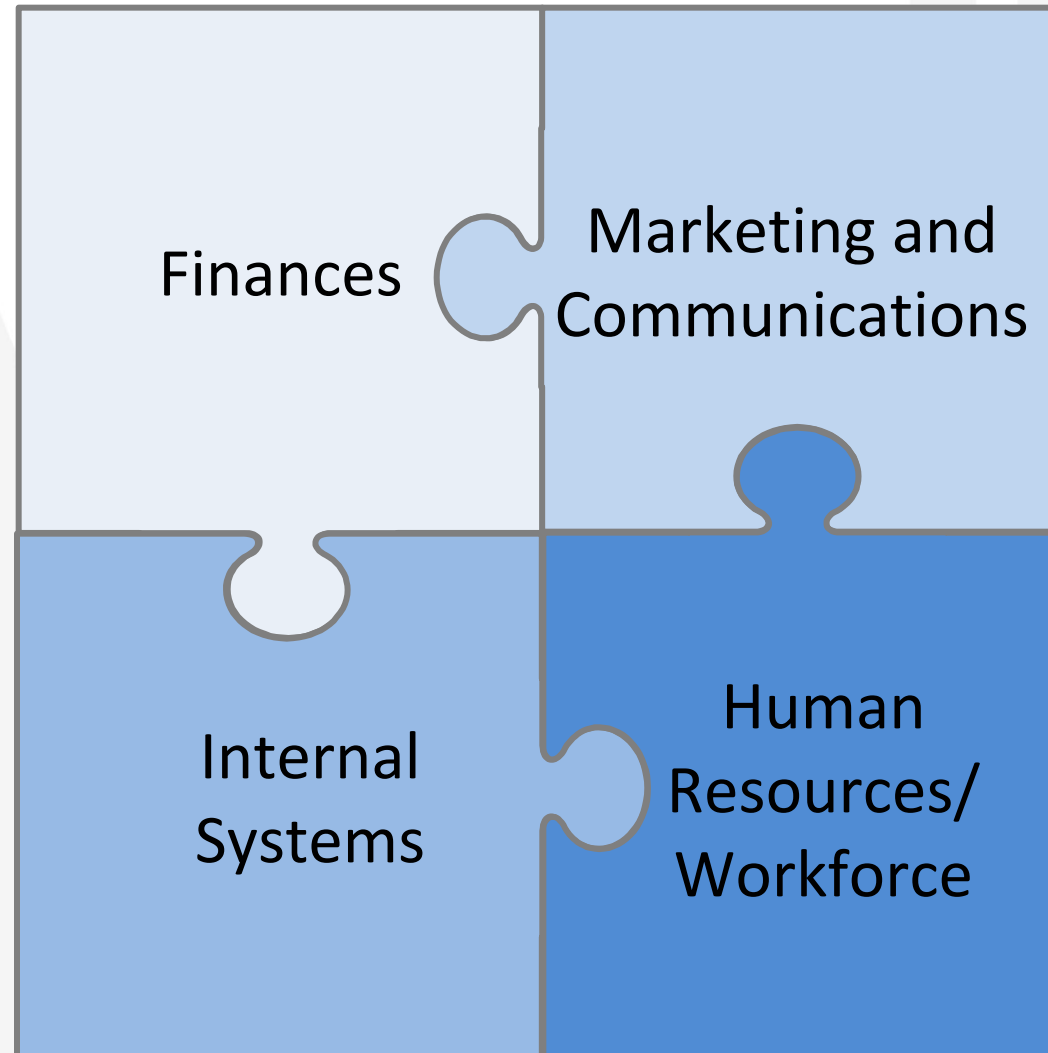 Finances
Marketing and
Communications
Internal
Systems
Human
Resources/
Workforce